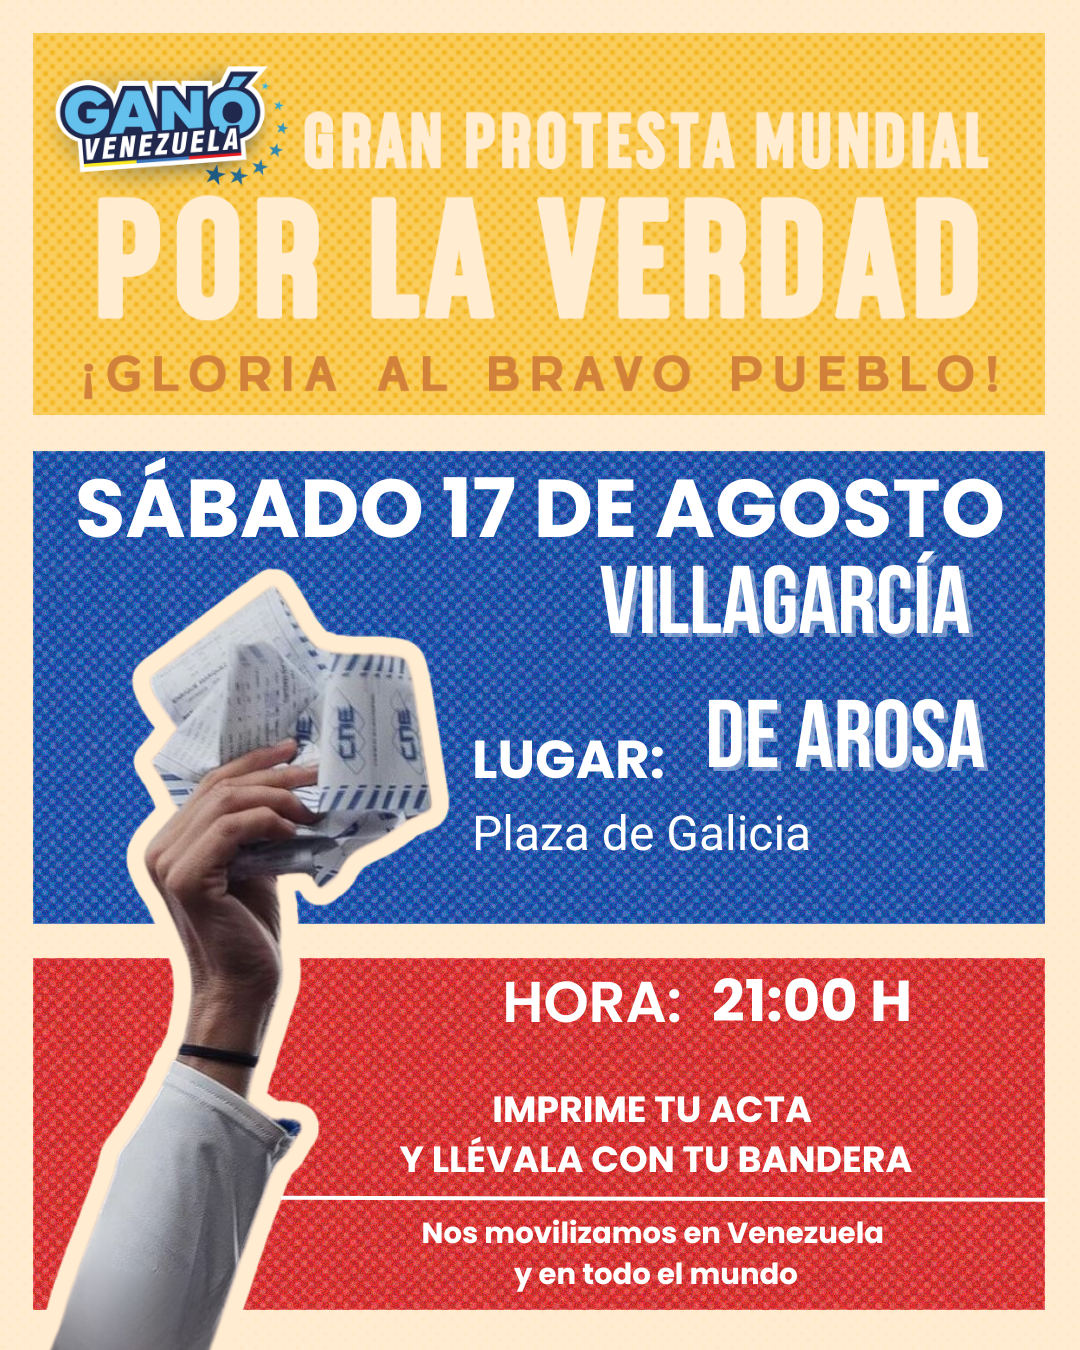 GANÓ
VENEZUELA
GRAN PROTESTA MUNDIAL
POR LA VERDAD
¡GLORIA AL BRAVO PUEBLO!
SÁBADO 17 DE AGOSTO
VILLAGARCÍA
DE AROSA
LUGAR:
Plaza de Galicia
CNE
CNE
HORA: 21:00 H
IMPRIME TU ACTA
Y LLÉVALA CON TU BANDERA
Nos movilizamos en Venezuela
y en todo el mundo